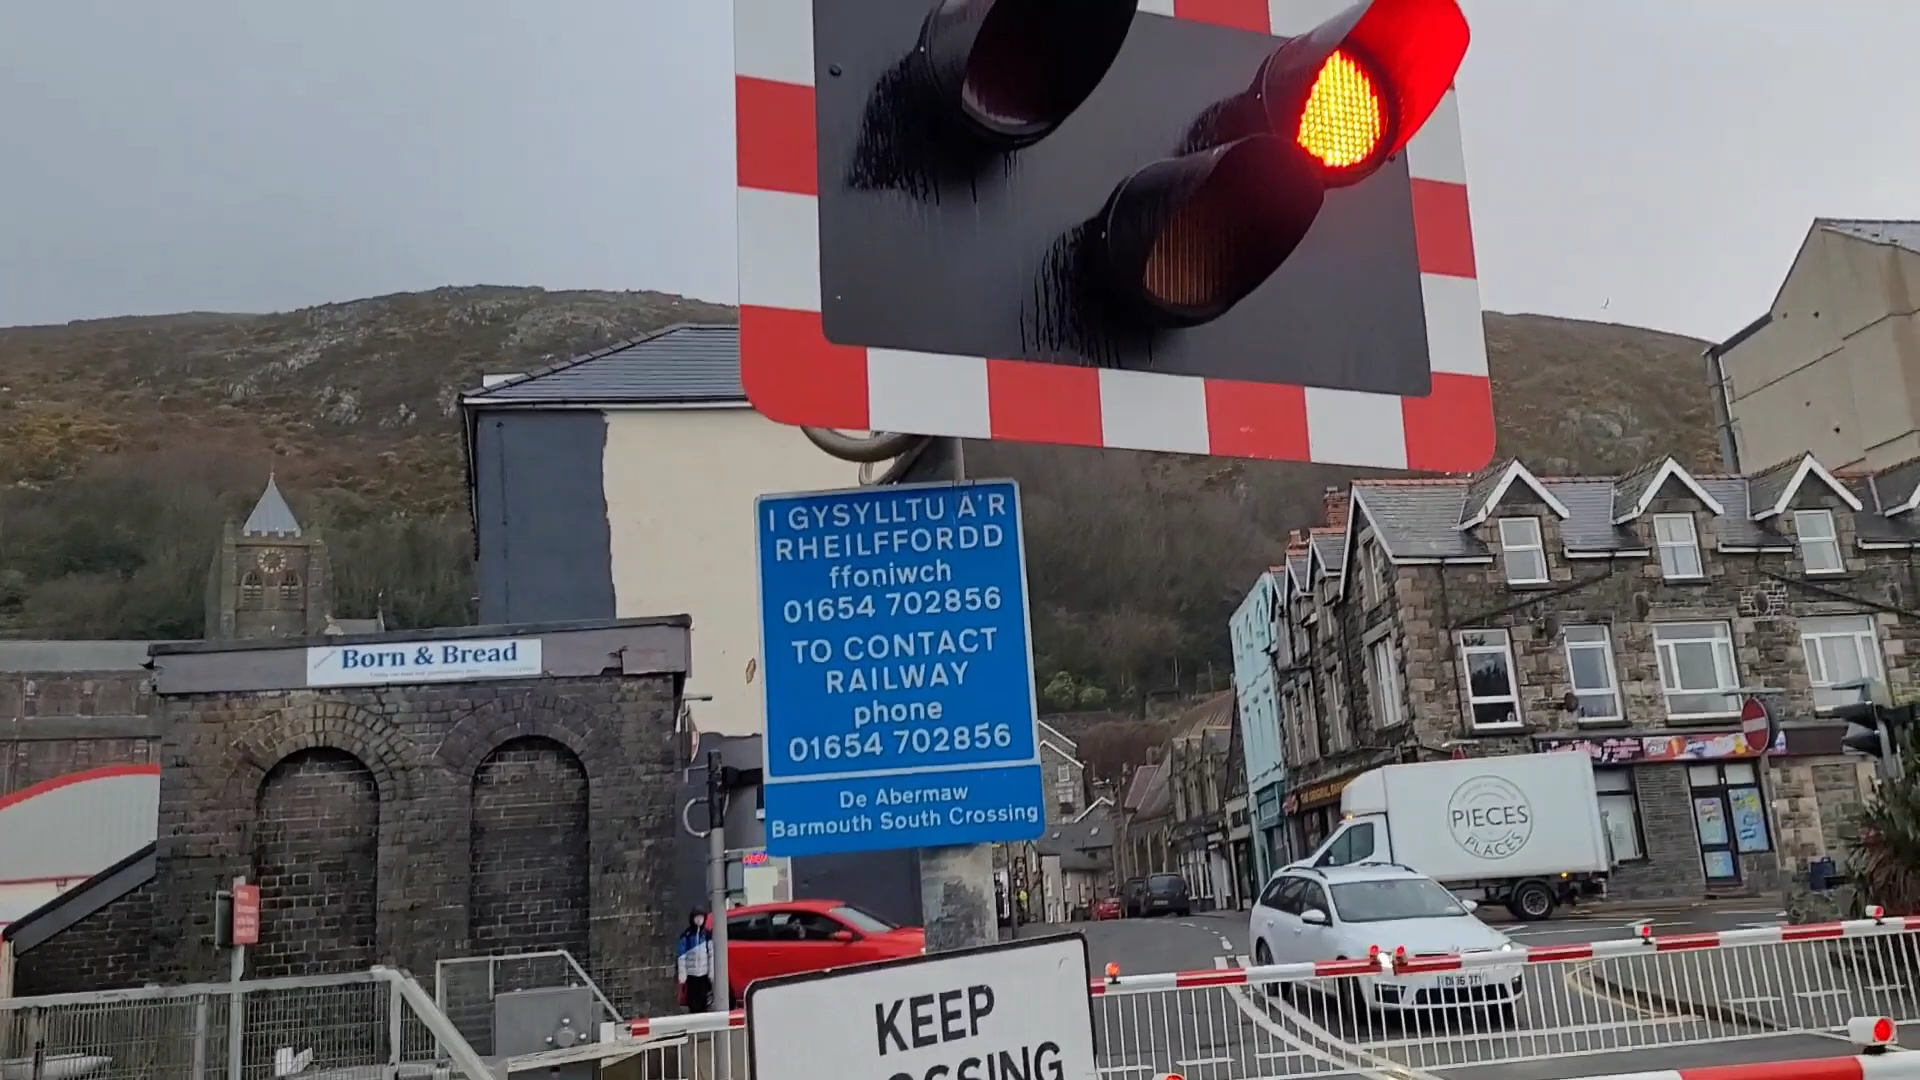 I GYSYLLTU Â'R
RHEILFFORDD
ffoniwch
01654 702856
TO CONTACT
RAILWAY
phone
01654 702856
De Abermaw
Barmouth South Crossing
Born & Bread
PIECES
PLACES
OPEN
KEEP